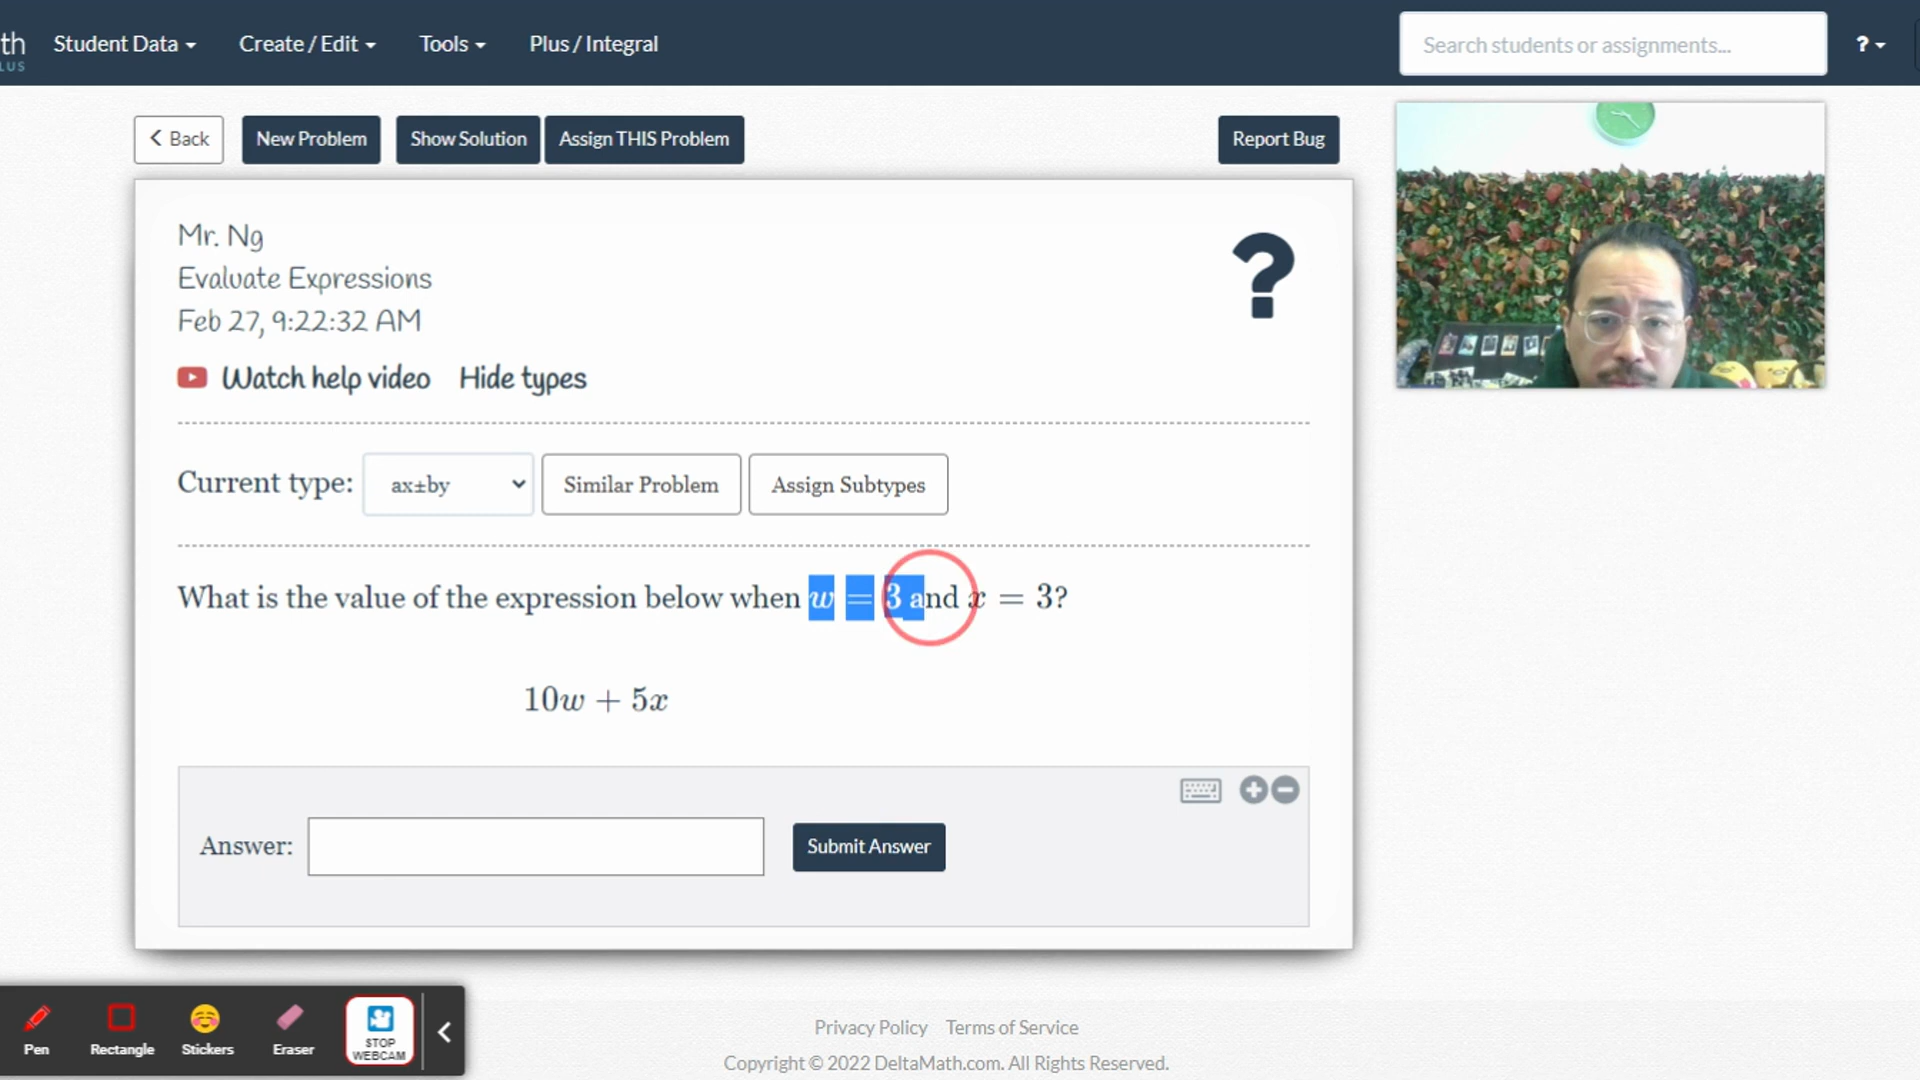 th Student Data Create / Edit Tools Plus / Integral Search students or assignments... ?
LUS
Back New Problem Show Solution Assign THIS Problem Report Bug
Mr. Ng ?
Evaluate Expressions
Feb 27, 9:22:32 AM
Watch help video Hide types
Current type: ax±by Similar Problem Assign Subtypes
What is the value of the expression below when w = 3 and x = 3?
10w + 5x
Answer: Submit Answer
Pen Rectangle Stickers Eraser STOP WEBCAM
Privacy Policy Terms of Service
Copyright © 2022 DeltaMath.com. All Rights Reserved.